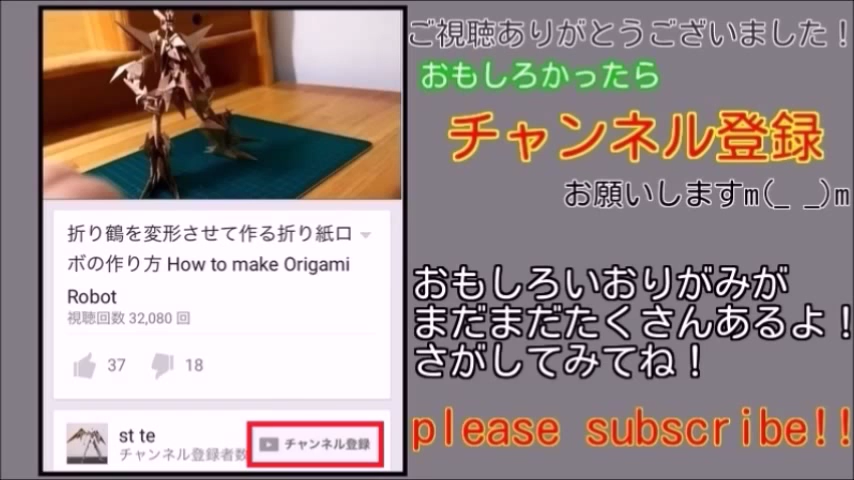 折り鶴を変形させて作る折り紙ロ
ボの作り方 How to make Origami
Robot
視聴回数 32,080 回
37 18
st te
チャンネル登録者数
チャンネル登録
ご視聴ありがとうございました！
おもしろかったら
チャンネル登録
お願いしますm(_ _)m
おもしろいおりがみが
まだまだたくさんあるよ！
さがしてみてね！
please subscribe!!